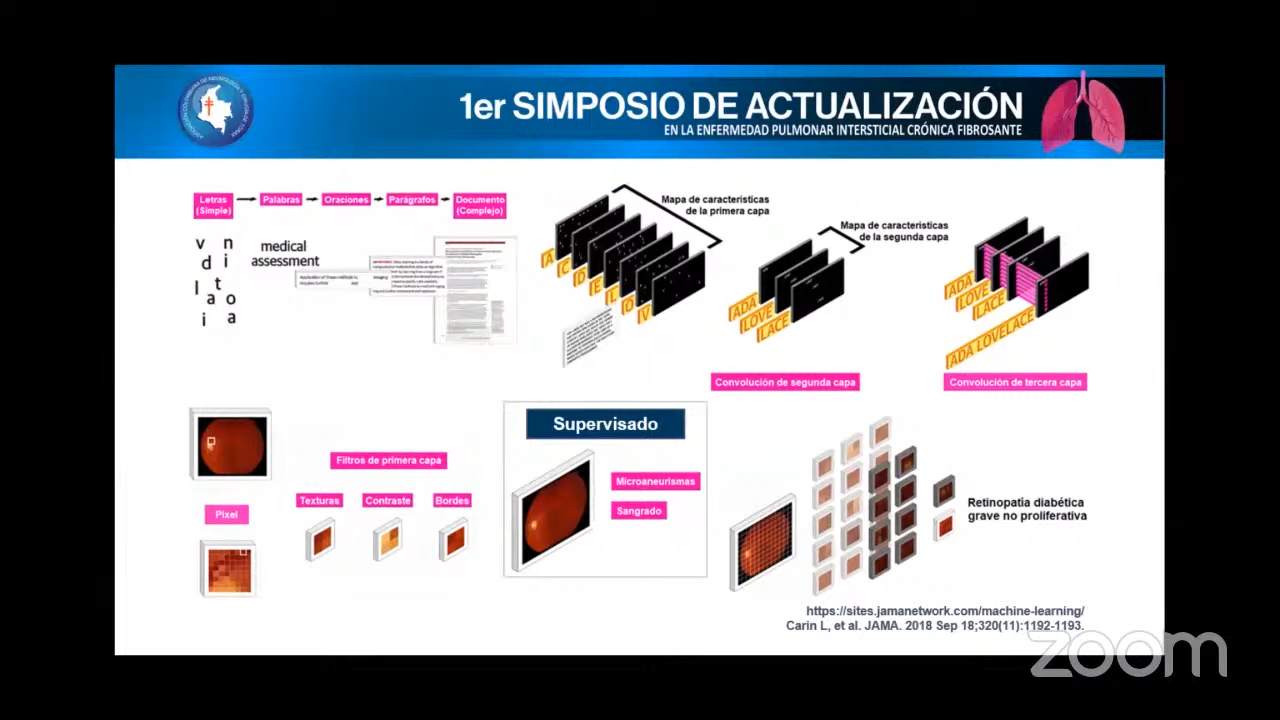 1er SIMPOSIO DE ACTUALIZACIÓN
EN LA ENFERMEDAD PULMONAR INTERSTICIAL CRÓNICA FIBROSANTE
Letras
(Simple)
Palabras
Oraciones
Parágrafos
Documento
(Complejo)
v n
d i
l t
a o
i a
medical
assessment
Mapa de características
de la primera capa
A
C
D
E
L
O
V
Mapa de características
de la segunda capa
ADA
LOVE
LACE
ADA
LOVE
LACE
ADA LOVELACE
Convolución de segunda capa
Convolución de tercera capa
Pixel
Filtros de primera capa
Texturas
Contraste
Bordes
Supervisado
Microaneurismas
Sangrado
Retinopatia diabética
grave no proliferativa
https://sites.jamanetwork.com/machine-learning/
Carin L, et al. JAMA. 2018 Sep 18;320(11):1192-1193.
zoom